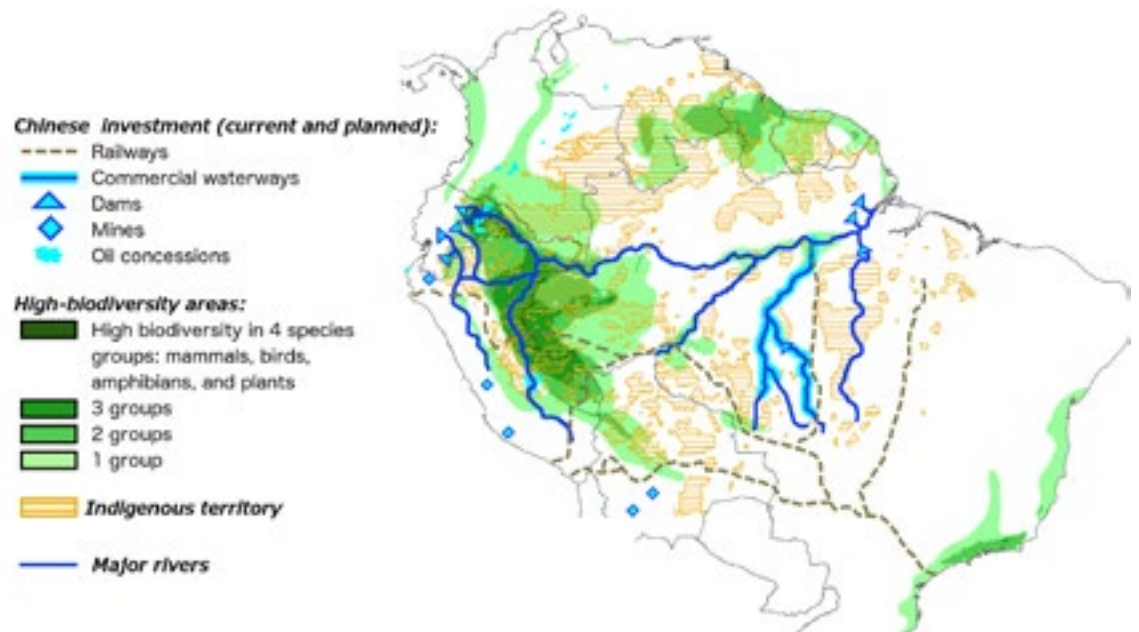 Chinese investment (current and planned):
Railways
Commercial waterways
Dams
Mines
Oil concessions
High-biodiversity areas:
High biodiversity in 4 species
groups: mammals, birds,
amphibians, and plants
3 groups
2 groups
1 group
Indigenous territory
Major rivers